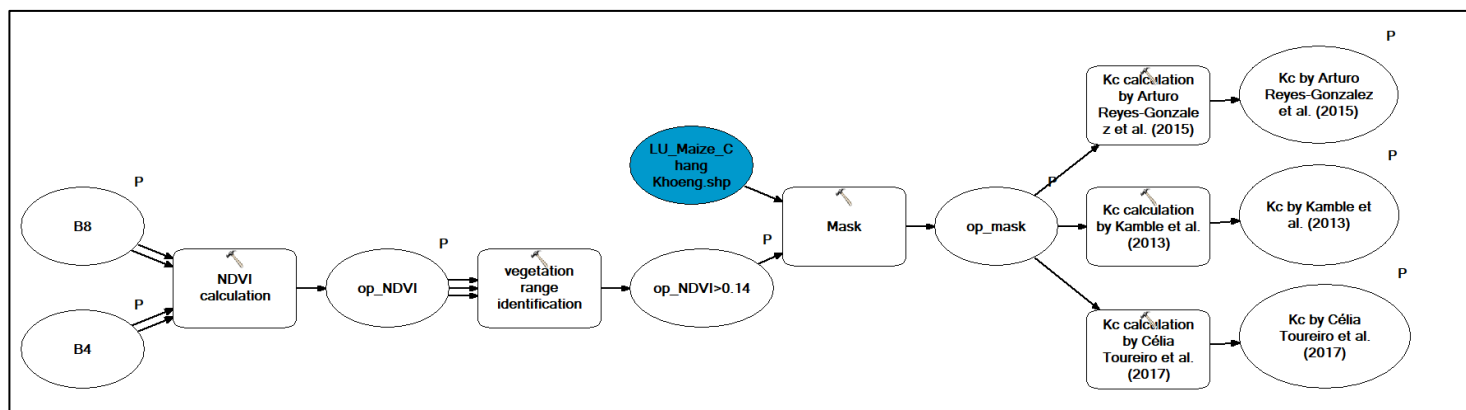 P
B8
P
B4
NDVI
calculation
P
op_NDVI
vegetation
range
identification
P
op_NDVI>0.14
LU_Maize_C
hang
Khoeng.shp
Mask
P
op_mask
Kc calculation
by Arturo
Reyes-Gonzale
z et al. (2015)
P
Kc by Arturo
Reyes-Gonzalez
et al. (2015)
Kc calculation
by Kamble et al.
(2013)
P
Kc by Kamble et
al. (2013)
Kc calculation
by Célia
Toureiro et al.
(2017)
P
Kc by Célia
Toureiro et al.
(2017)